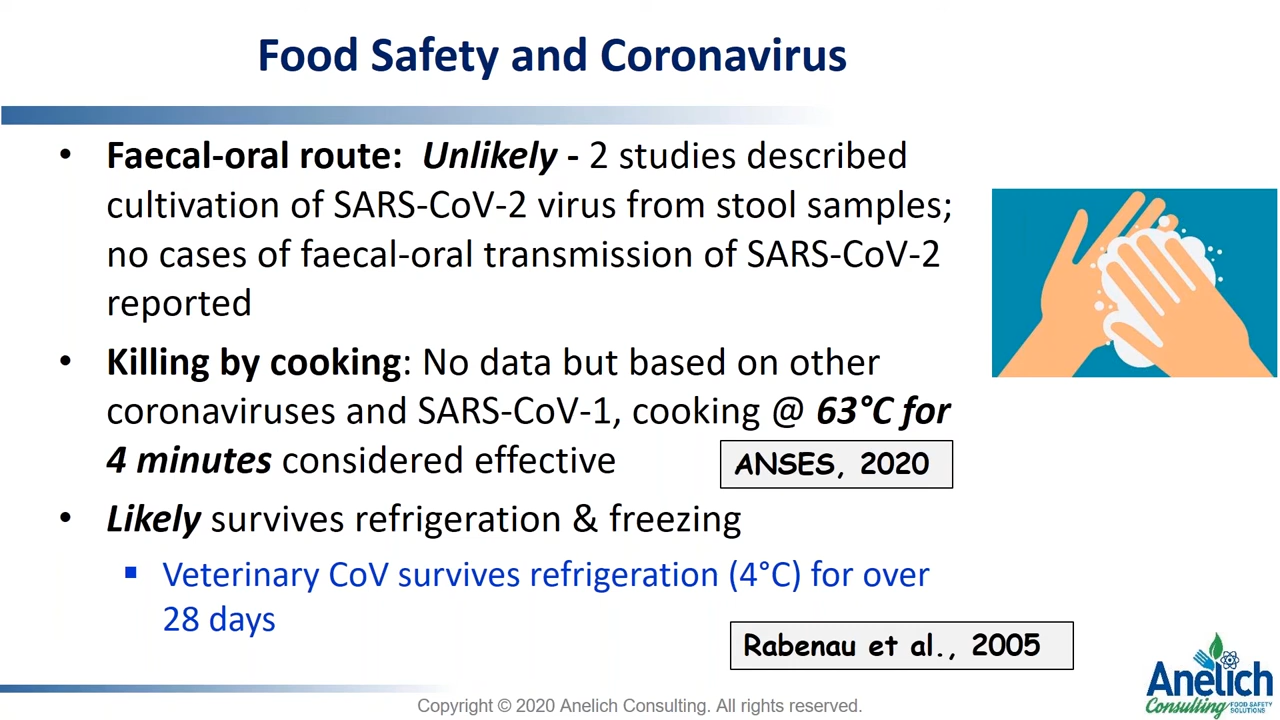 Food Safety and Coronavirus
• Faecal-oral route: Unlikely - 2 studies described
cultivation of SARS-CoV-2 virus from stool samples;
no cases of faecal-oral transmission of SARS-CoV-2
reported
• Killing by cooking: No data but based on other
coronaviruses and SARS-CoV-1, cooking @ 63°C for
4 minutes considered effective
ANSES, 2020
• Likely survives refrigeration & freezing
▪ Veterinary CoV survives refrigeration (4°C) for over
28 days
Rabenau et al., 2005
Anelich
Consulting FOOD SAFETY
SOLUTIONS
Copyright © 2020 Anelich Consulting. All rights reserved.